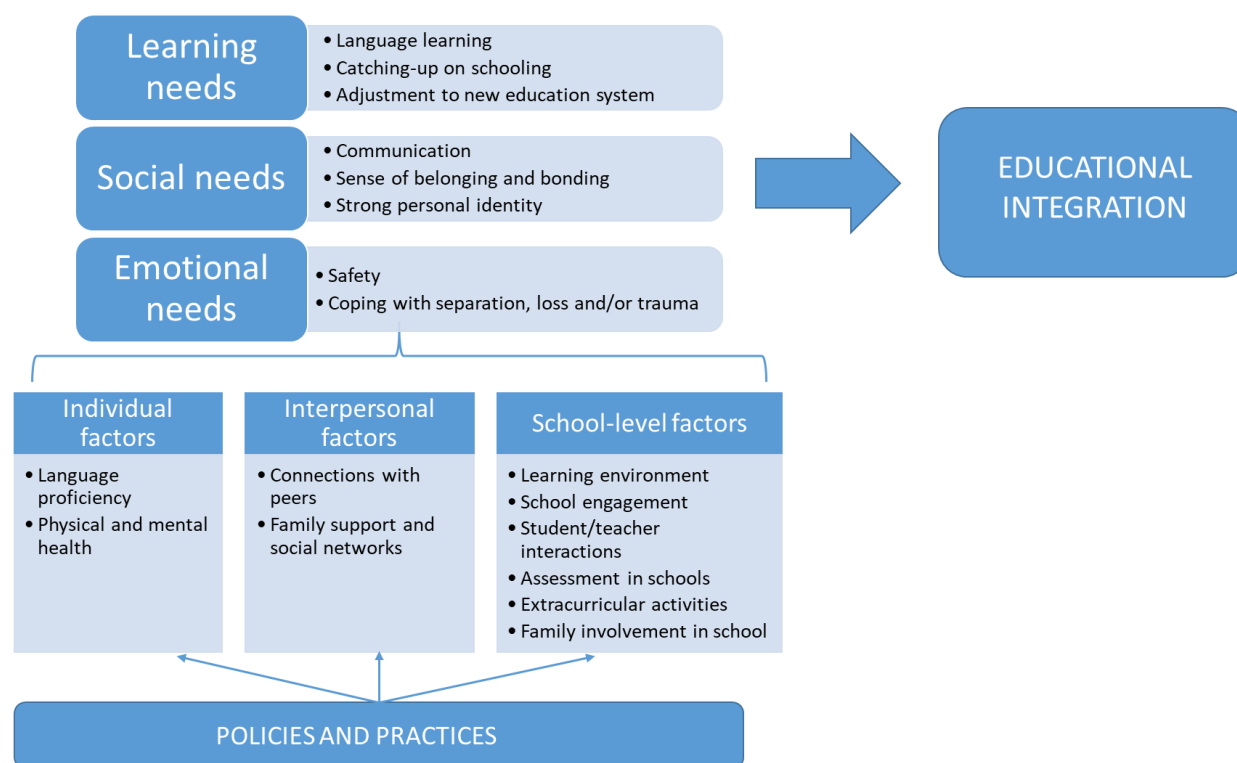 Learning
needs
• Language learning
• Catching-up on schooling
• Adjustment to new education system
Social needs
• Communication
• Sense of belonging and bonding
• Strong personal identity
Emotional
needs
• Safety
• Coping with separation, loss and/or trauma
EDUCATIONAL
INTEGRATION
Individual
factors
• Language
proficiency
• Physical and mental
health
Interpersonal
factors
• Connections with
peers
• Family support and
social networks
School-level factors
• Learning environment
• School engagement
• Student/teacher
interactions
• Assessment in schools
• Extracurricular activities
• Family involvement in school
POLICIES AND PRACTICES